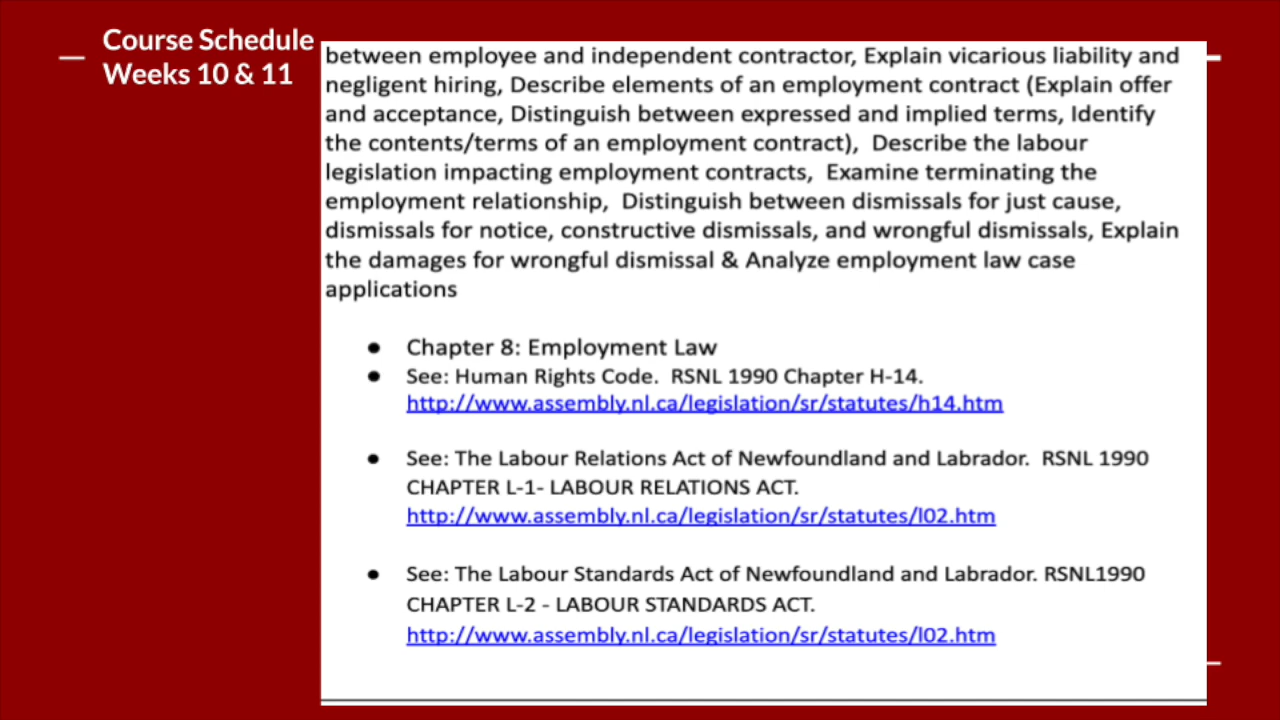 Course Schedule
Weeks 10 & 11
between employee and independent contractor, Explain vicarious liability and
negligent hiring, Describe elements of an employment contract (Explain offer
and acceptance, Distinguish between expressed and implied terms, Identify
the contents/terms of an employment contract),  Describe the labour
legislation impacting employment contracts,  Examine terminating the
employment relationship,  Distinguish between dismissals for just cause,
dismissals for notice, constructive dismissals, and wrongful dismissals, Explain
the damages for wrongful dismissal & Analyze employment law case
applications
● Chapter 8: Employment Law
● See: Human Rights Code.  RSNL 1990 Chapter H-14.
http://www.assembly.nl.ca/legislation/sr/statutes/h14.htm
● See: The Labour Relations Act of Newfoundland and Labrador.  RSNL 1990
CHAPTER L-1- LABOUR RELATIONS ACT.
http://www.assembly.nl.ca/legislation/sr/statutes/l02.htm
● See: The Labour Standards Act of Newfoundland and Labrador. RSNL1990
CHAPTER L-2 - LABOUR STANDARDS ACT.
http://www.assembly.nl.ca/legislation/sr/statutes/l02.htm